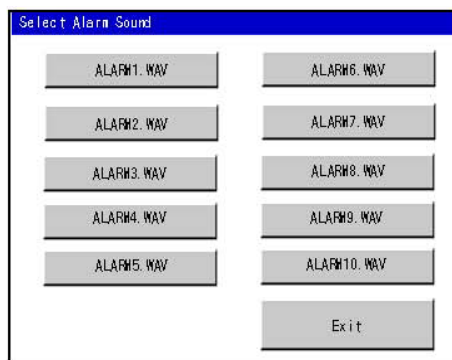 Select Alarm Sound
ALARM1.WAV
ALARM2.WAV
ALARM3.WAV
ALARM4.WAV
ALARM5.WAV
ALARM6.WAV
ALARM7.WAV
ALARM8.WAV
ALARM9.WAV
ALARM10.WAV
Exit